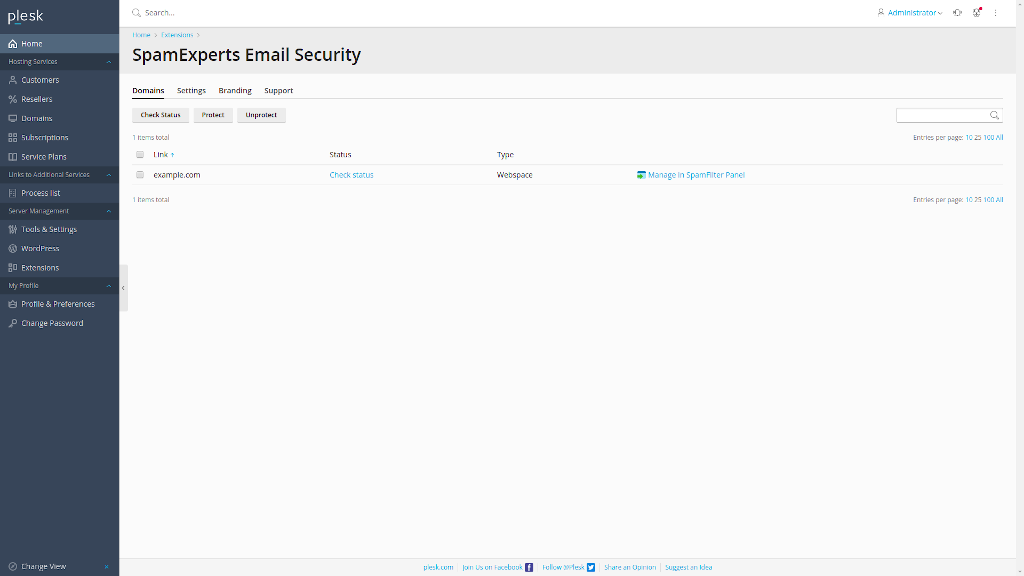 plesk
Search...
Administrator
Home
Hosting Services
Customers
Resellers
Domains
Subscriptions
Service Plans
Links to Additional Services
Process list
Server Management
Tools & Settings
WordPress
Extensions
My Profile
Profile & Preferences
Change Password
Change View
Home > Extensions >
SpamExperts Email Security
Domains Settings Branding Support
Check Status Protect Unprotect
1 items total Entries per page: 10 25 100 All
Link ↑ Status Type
example.com Check status Webspace Manage in SpamFilter Panel
1 items total Entries per page: 10 25 100 All
plesk.com Join Us on Facebook Follow @Plesk Share an Opinion Suggest an Idea